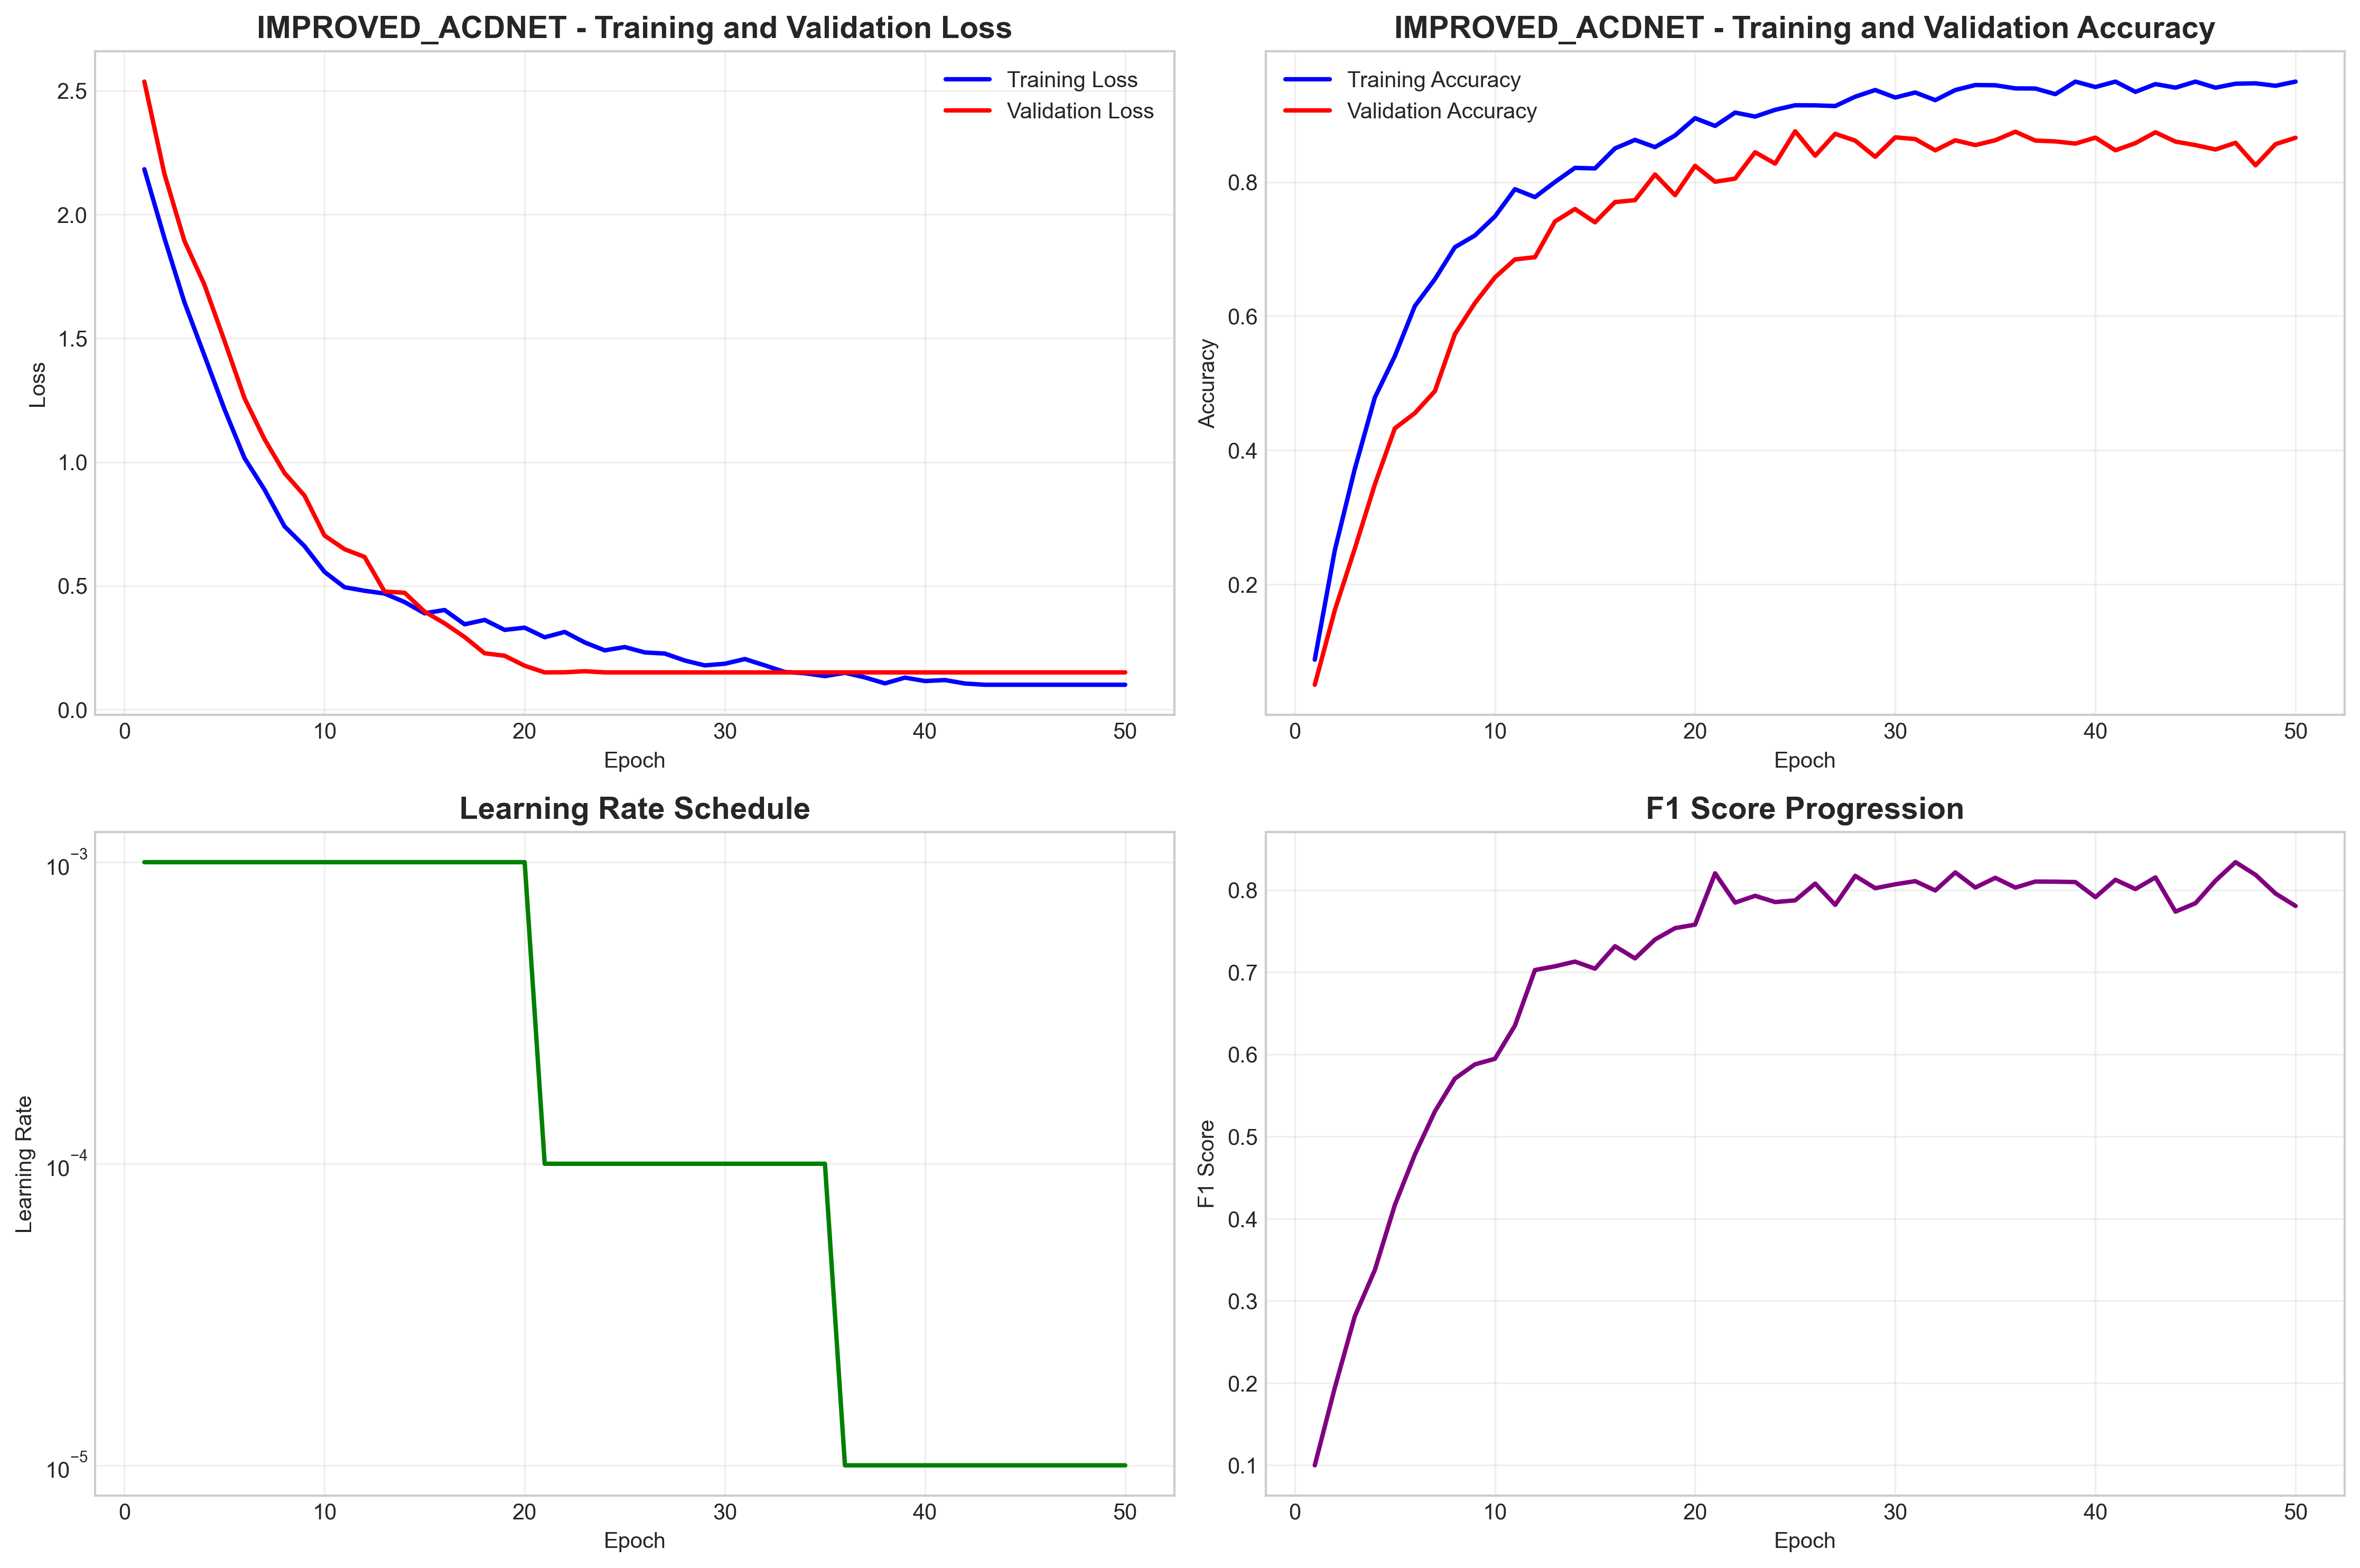 IMPROVED_ACDNET - Training and Validation Loss
Training Loss
Validation Loss
2.5
2.0
1.5
1.0
0.5
0.0
Loss
0 10 20 30 40 50
Epoch
IMPROVED_ACDNET - Training and Validation Accuracy
Training Accuracy
Validation Accuracy
0.8
0.6
0.4
0.2
Accuracy
0 10 20 30 40 50
Epoch
Learning Rate Schedule
10⁻³
10⁻⁴
10⁻⁵
Learning Rate
0 10 20 30 40 50
Epoch
F1 Score Progression
0.8
0.7
0.6
0.5
0.4
0.3
0.2
0.1
F1 Score
0 10 20 30 40 50
Epoch